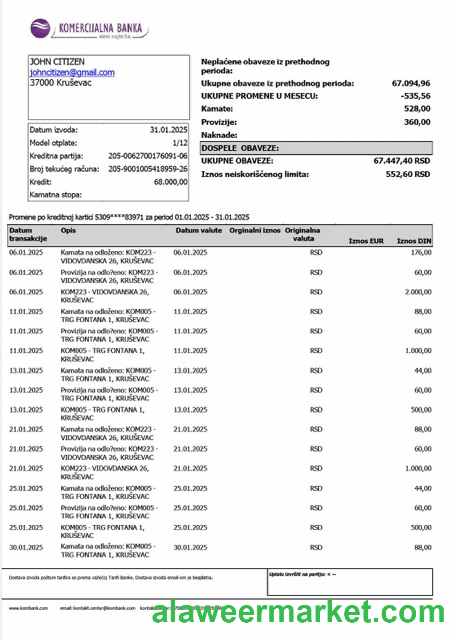 KOMERCIJALNA BANKA
JOHN CITIZEN
johncitizen@gmail.com
37000 Kruševac
Neplaćene obaveze iz prethodnog
perioda:
Ukupne obaveze iz prethodnog perioda: 67.094,96
UKUPNE PROMENE U MESECU: -535,56
Kamate: 528,00
Provizije: 360,00
Naknade:
DOSPELE OBAVEZE:
UKUPNE OBAVEZE: 67.447,40 RSD
Iznos neiskorišćenog limita: 552,60 RSD
Datum izvoda: 31.01.2025
Model otplate: 1/12
Kreditna partija: 205-0062700176091-06
Broj tekućeg računa: 205-9001005418959-26
Kredit: 68.000,00
Kamatna stopa:
Promene po kreditnoj kartici 5309****83971 za period 01.01.2025 - 31.01.2025
Datum transakcije Opis Datum valute Orginalni iznos Originalna valuta Iznos EUR Iznos DIN
06.01.2025 Kamata na odloženo: KOM223 - 06.01.2025 RSD 176,00
VIDOVDANSKA 26, KRUŠEVAC
06.01.2025 Provizija na odlo?eno: KOM223 - 06.01.2025 RSD 60,00
VIDOVDANSKA 26, KRUŠEVAC
06.01.2025 KOM223 - VIDOVDANSKA 26, 06.01.2025 RSD 2.000,00
KRUŠEVAC
11.01.2025 Kamata na odloženo: KOM005 - 11.01.2025 RSD 88,00
TRG FONTANA 1, KRUŠEVAC
11.01.2025 Provizija na odlo?eno: KOM005 - 11.01.2025 RSD 60,00
TRG FONTANA 1, KRUŠEVAC
11.01.2025 KOM005 - TRG FONTANA 1, 11.01.2025 RSD 1.000,00
KRUŠEVAC
13.01.2025 Kamata na odloženo: KOM005 - 13.01.2025 RSD 44,00
TRG FONTANA 1, KRUŠEVAC
13.01.2025 Provizija na odlo?eno: KOM005 - 13.01.2025 RSD 60,00
TRG FONTANA 1, KRUŠEVAC
13.01.2025 KOM005 - TRG FONTANA 1, 13.01.2025 RSD 500,00
KRUŠEVAC
21.01.2025 Kamata na odloženo: KOM223 - 21.01.2025 RSD 88,00
VIDOVDANSKA 26, KRUŠEVAC
21.01.2025 Provizija na odlo?eno: KOM223 - 21.01.2025 RSD 60,00
VIDOVDANSKA 26, KRUŠEVAC
21.01.2025 KOM223 - VIDOVDANSKA 26, 21.01.2025 RSD 1.000,00
KRUŠEVAC
25.01.2025 Kamata na odloženo: KOM005 - 25.01.2025 RSD 44,00
TRG FONTANA 1, KRUŠEVAC
25.01.2025 Provizija na odlo?eno: KOM005 - 25.01.2025 RSD 60,00
TRG FONTANA 1, KRUŠEVAC
25.01.2025 KOM005 - TRG FONTANA 1, 25.01.2025 RSD 500,00
KRUŠEVAC
30.01.2025 Kamata na odloženo: KOM005 - 30.01.2025 RSD 88,00
TRG FONTANA 1, KRUŠEVAC
Dostava izvoda poštom tarifira se prema Tarifi Banke. Dostava izvoda email-om je besplatna.
Uplatu izvršiti na partiju:
www.kombank.com email: kontakt.centar@kombank.com
alaweermarket.com